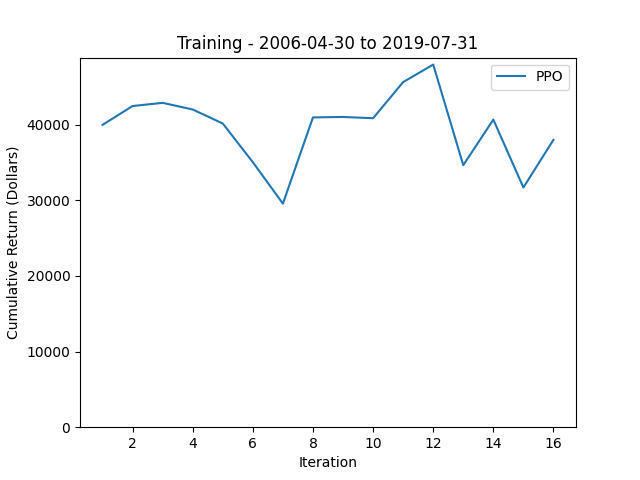 Training - 2006-04-30 to 2019-07-31
PPO
Cumulative Return (Dollars)
40000
30000
20000
10000
0
2 4 6 8 10 12 14 16
Iteration